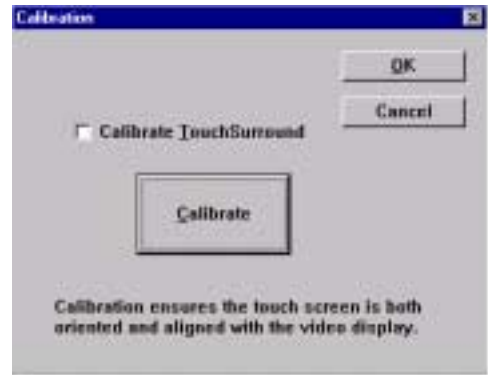 Calibration
OK
Cancel
Calibrate TouchSurround
Calibrate
Calibration ensures the touch screen is both
oriented and aligned with the video display.